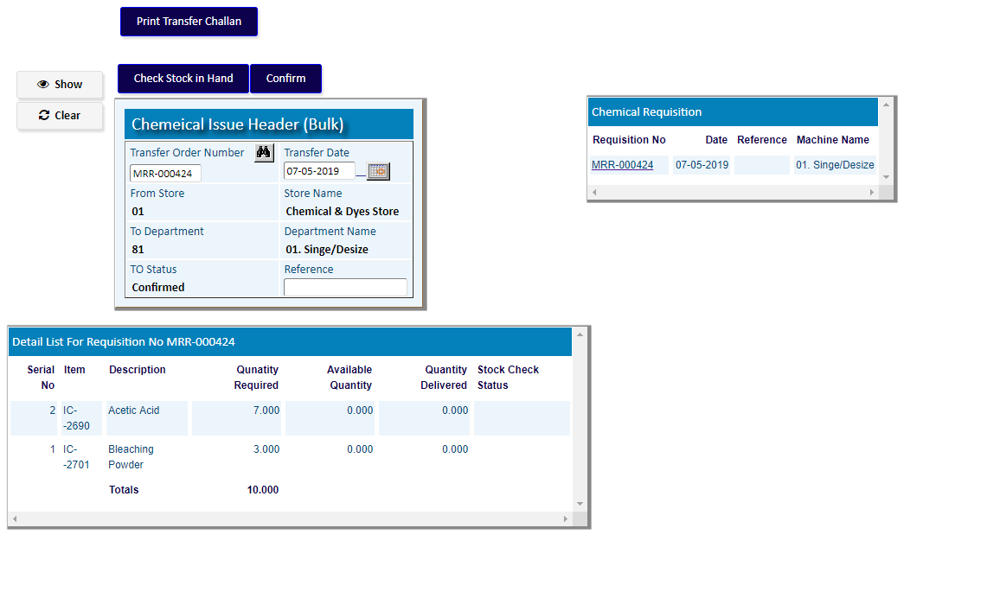 Print Transfer Challan
Show
Clear
Check Stock in Hand Confirm
Chemeical Issue Header (Bulk)
Transfer Order Number Transfer Date
MRR-000424 07-05-2019
From Store Store Name
01 Chemical & Dyes Store
To Department Department Name
81 01. Singe/Desize
TO Status Reference
Confirmed
Chemical Requisition
Requisition No Date Reference Machine Name
MRR-000424 07-05-2019 01. Singe/Desize
Detail List For Requisition No MRR-000424
Serial Item Description Qunatity Available Quantity Stock Check
No Required Quantity Delivered Status
2 IC- Acetic Acid 7.000 0.000 0.000
-2690
1 IC- Bleaching 3.000 0.000 0.000
-2701 Powder
Totals 10.000